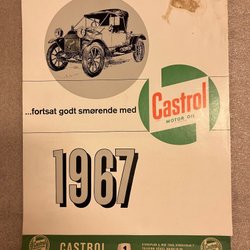 ...fortsat godt smørende med
Castrol
MOTOR OIL
1967
CASTROL